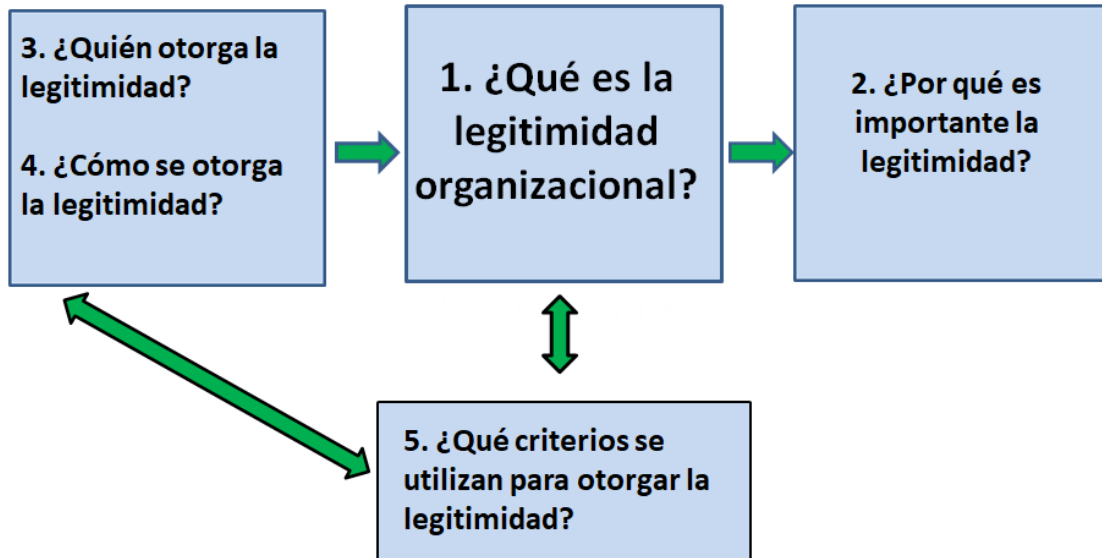 3. ¿Quién otorga la
legitimidad?
4. ¿Cómo se otorga
la legitimidad?
1. ¿Qué es la
legitimidad
organizacional?
2. ¿Por qué es
importante la
legitimidad?
5. ¿Qué criterios se
utilizan para otorgar la
legitimidad?